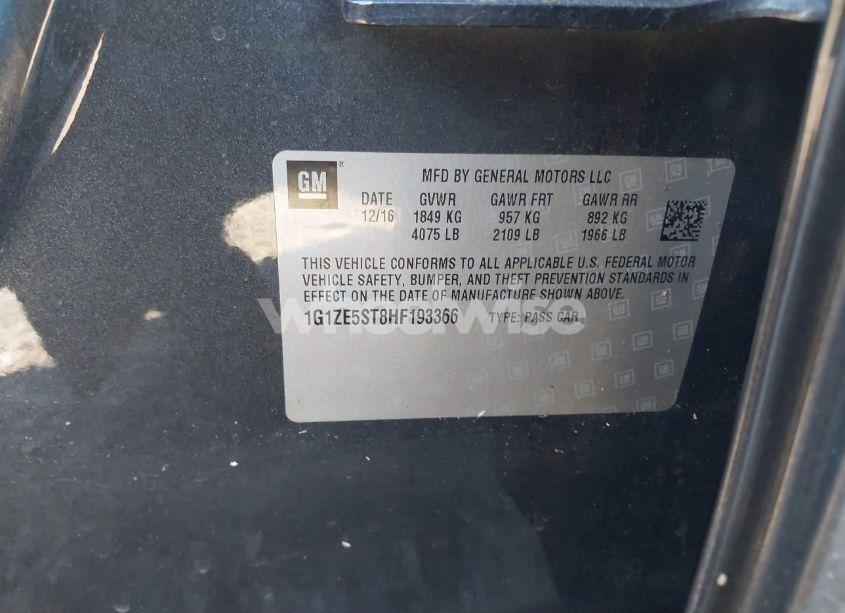 GM
MFD BY GENERAL MOTORS LLC
DATE GVWR GAWR FRT GAWR RR
12/16 1849 KG 957 KG 892 KG
4075 LB 2109 LB 1966 LB
THIS VEHICLE CONFORMS TO ALL APPLICABLE U.S. FEDERAL MOTOR
VEHICLE SAFETY, BUMPER, AND THEFT PREVENTION STANDARDS IN
EFFECT ON THE DATE OF MANUFACTURE SHOWN ABOVE.
1G1ZE5ST8HF193366 TYPE: PASS CAR